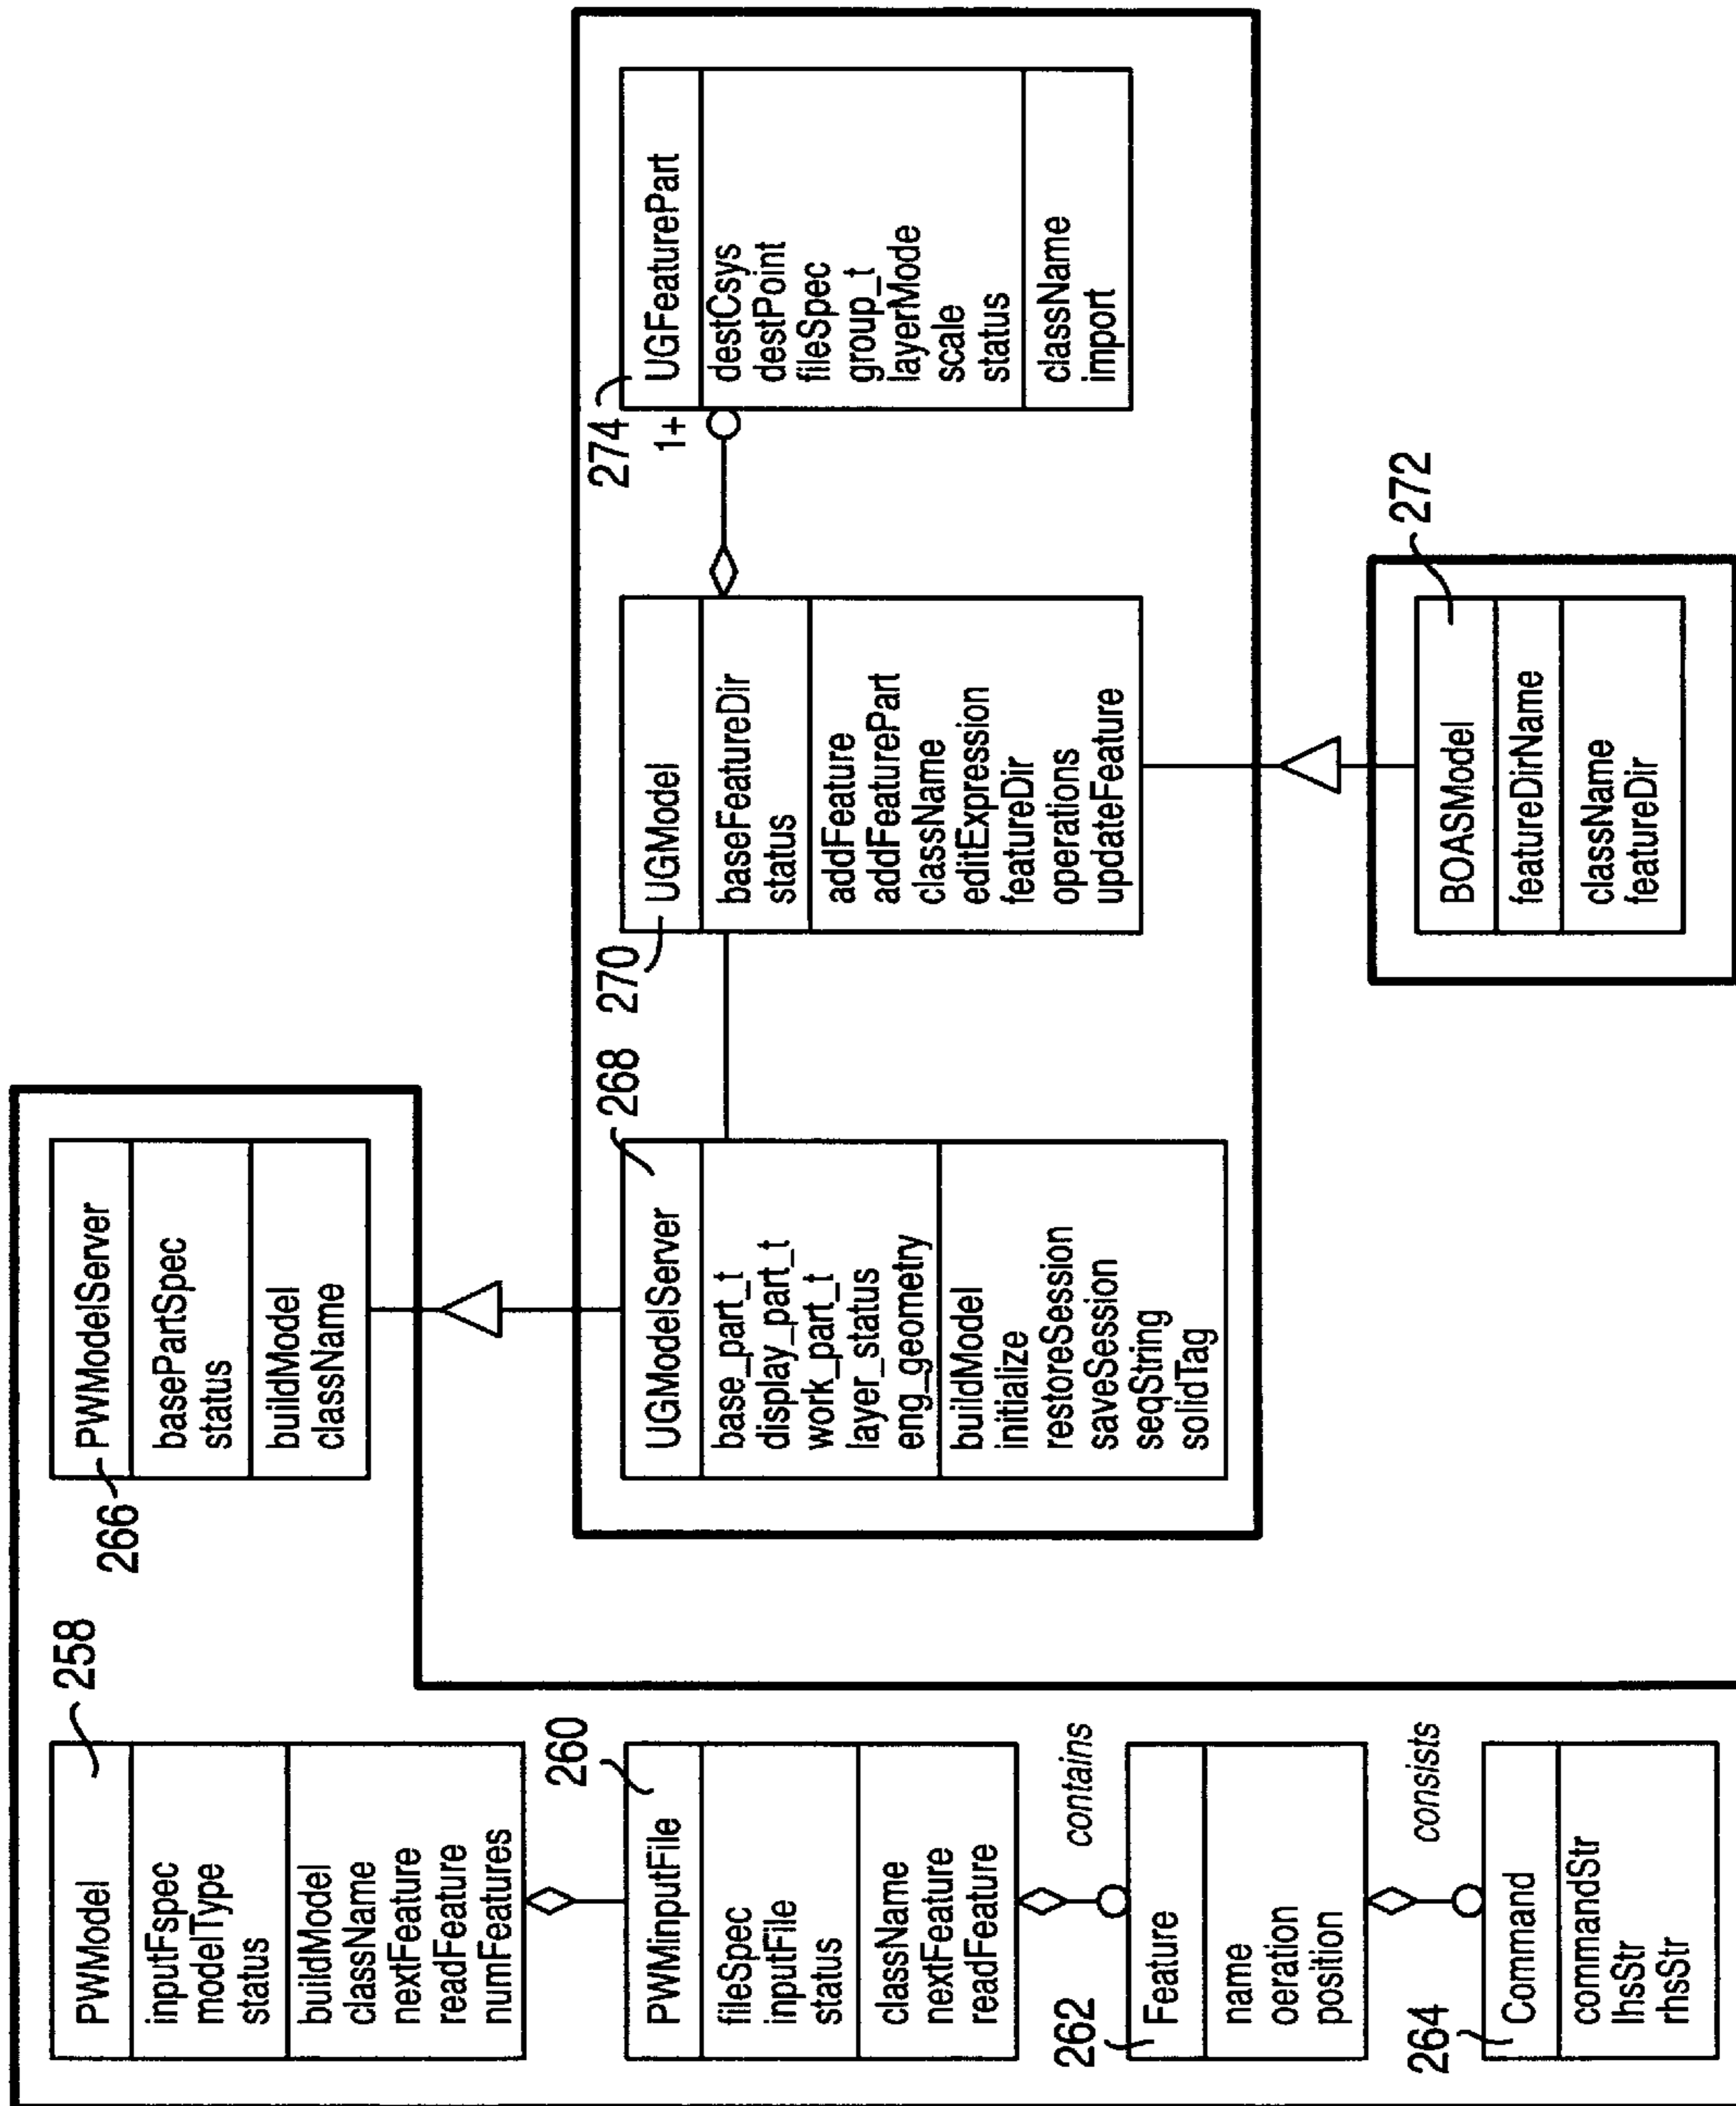 258
PWModel
inputFspec
modelType
status
buildModel
className
nextFeature
readFeature
numFeatures
260
PWMinputFile
fileSpec
inputFile
status
className
nextFeature
readFeature
contains
262
Feature
name
oeration
position
consists
264
Command
commandStr
lhsStr
rhsStr
266
PWModelServer
basePartSpec
status
buildModel
className
268
UGModelServer
base_part_t
display_part_t
work_part_t
layer_status
eng_geometry
buildModel
initialize
restoreSession
saveSession
seqString
solidTag
270
UGModel
baseFeatureDir
status
addFeature
addFeaturePart
className
editExpression
featureDir
operations
updateFeature
274
1+
UGFeaturePart
destCsys
destPoint
fileSpec
group_t
layerMode
scale
status
className
import
272
BOASModel
featureDirName
className
featureDir